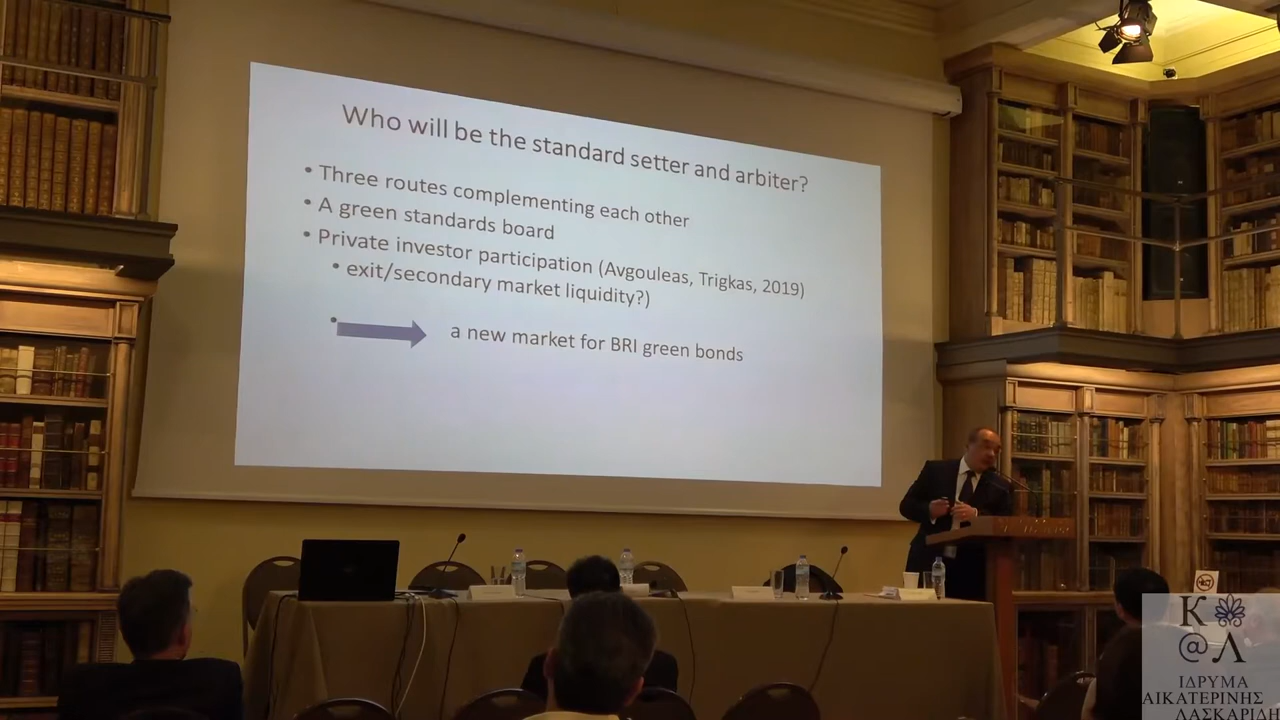 Who will be the standard setter and arbiter?
• Three routes complementing each other
• A green standards board
• Private investor participation (Avgouleas, Trigkas, 2019)
• exit/secondary market liquidity?)
• a new market for BRI green bonds
Κ
@ Λ
ΙΔΡΥΜΑ
ΑΙΚΑΤΕΡΙΝΗΣ
ΛΑΣΚΑΡΙΔΗ